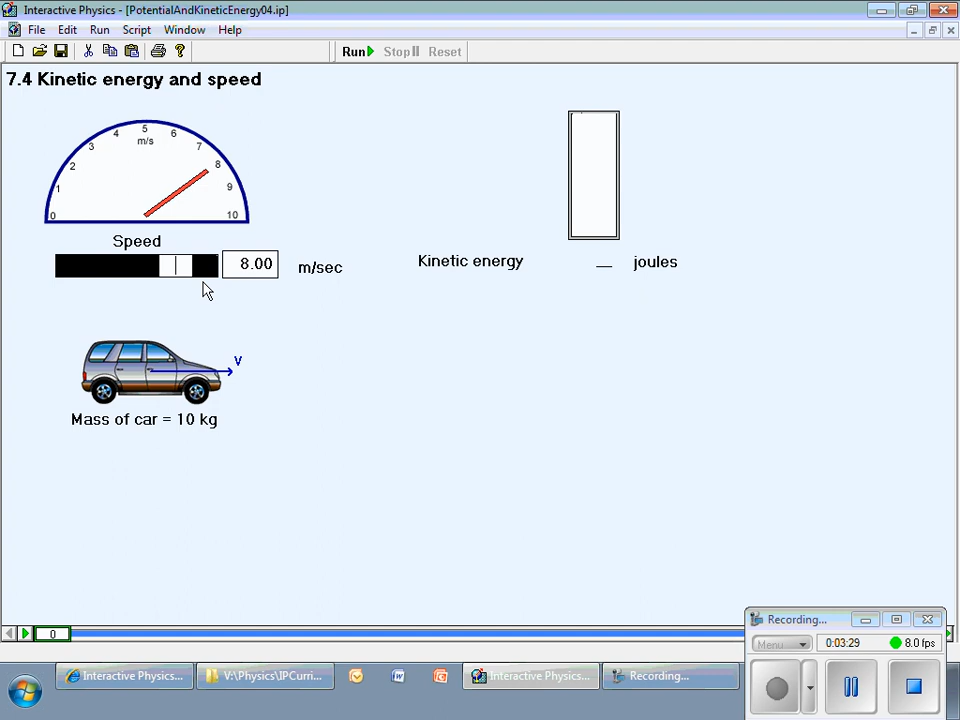 Interactive Physics - [PotentialAndKineticEnergy04.ip]
File Edit Run Script Window Help
Run Stop Reset
7.4 Kinetic energy and speed
0 1 2 3 4 5 6 7 8 9 10
m/s
Speed
8.00 m/sec
Kinetic energy __ joules
V
Mass of car = 10 kg
0
Recording...
Menu 0:03:29 8.0 fps
Interactive Physics... V:\Physics\IPCurri... Interactive Physics... Recording...